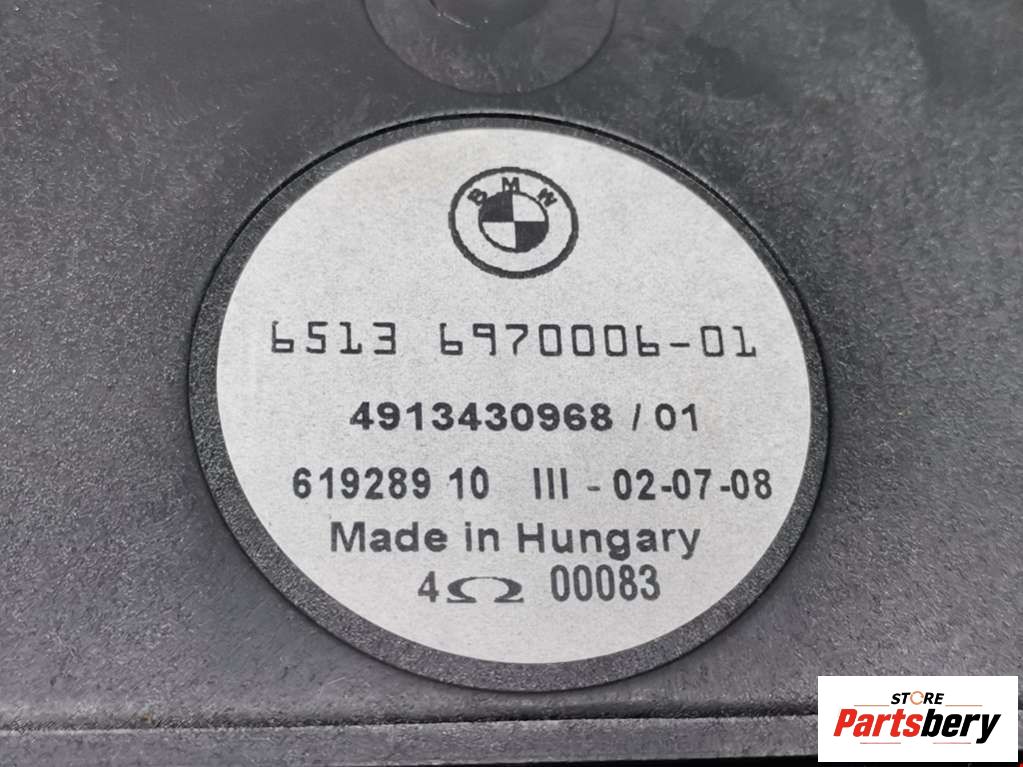 BMW
6513 6970006-01
4913430968 / 01
619289 10 III - 02-07-08
Made in Hungary
4Ω 00083
STORE
Partsbery